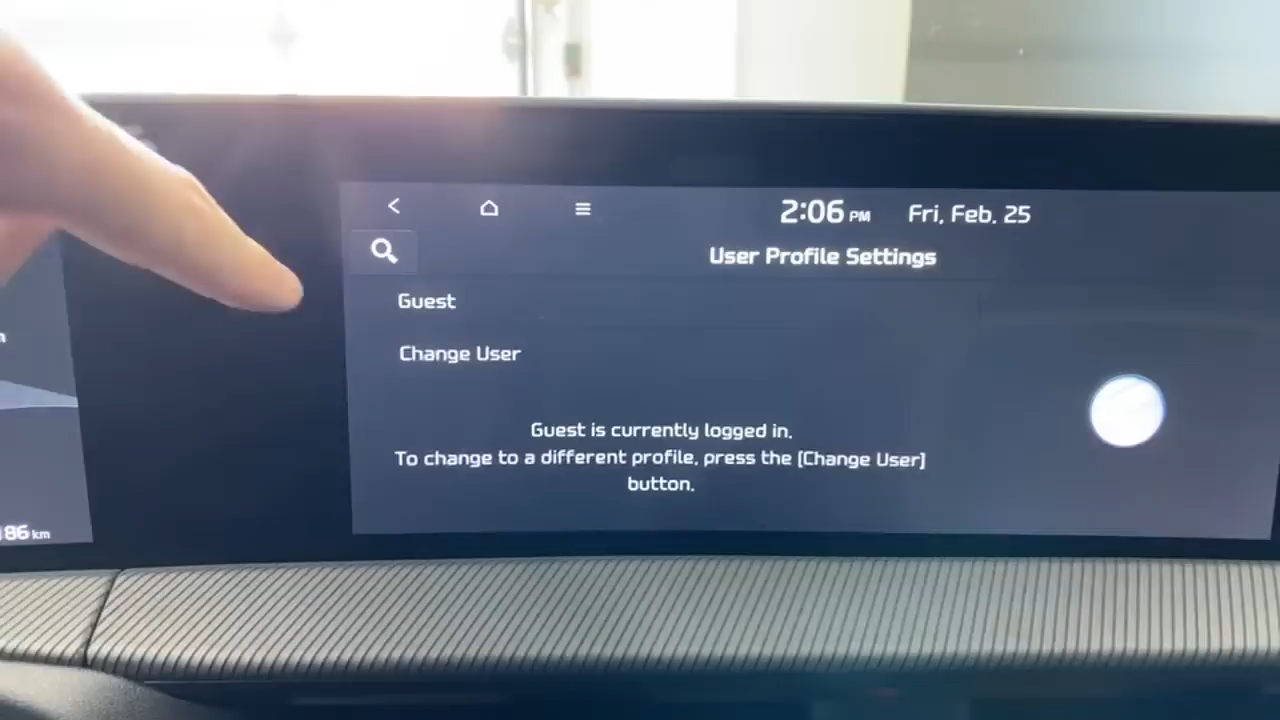 2:06 PM Fri, Feb. 25
User Profile Settings
Guest
Change User
Guest is currently logged in.
To change to a different profile, press the [Change User]
button.
86 km